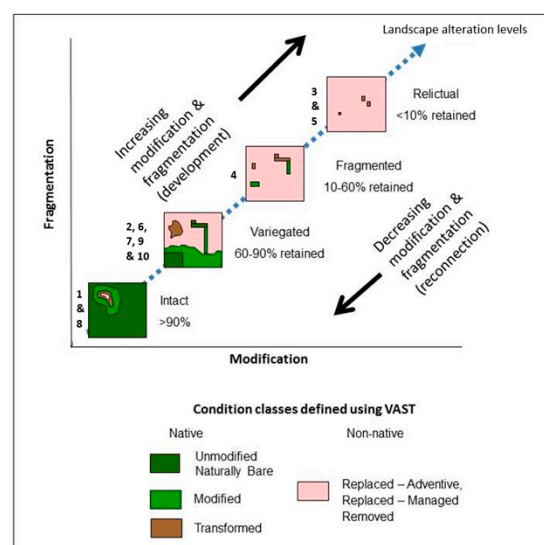 Landscape alteration levels
Increasing
modification &
fragmentation
(development)
3
&
5
Relictual
<10% retained
Fragmentation
4
Fragmented
10-60% retained
2, 6,
7, 9
& 10
Variegated
60-90% retained
Decreasing
modification &
fragmentation
(reconnection)
1
&
8
Intact
>90%
Modification
Condition classes defined using VAST
Native
Non-native
Unmodified
Naturally Bare
Modified
Transformed
Replaced – Adventive,
Replaced – Managed
Removed